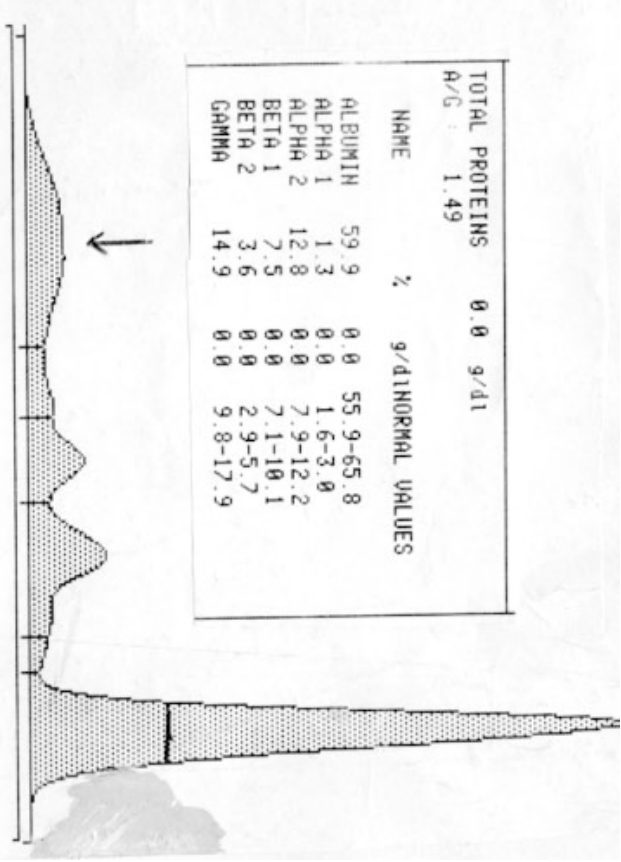 TOTAL PROTEINS 0.0 g/dl
A/G : 1.49
NAME % g/dlNORMAL VALUES
ALBUMIN 59.9 0.0 55.9-65.8
ALPHA 1 1.3 0.0 1.6-3.0
ALPHA 2 12.8 0.0 7.9-12.2
BETA 1 7.5 0.0 7.1-10.1
BETA 2 3.6 0.0 2.9-5.7
GAMMA 14.9 0.0 9.8-17.9